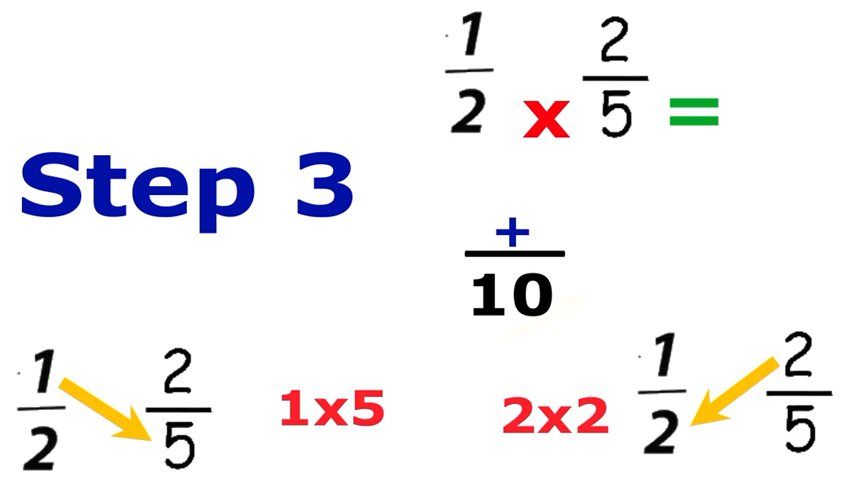 1/2 x 2/5 =
Step 3
+
10
1/2 2/5
1x5
2x2
1/2 2/5